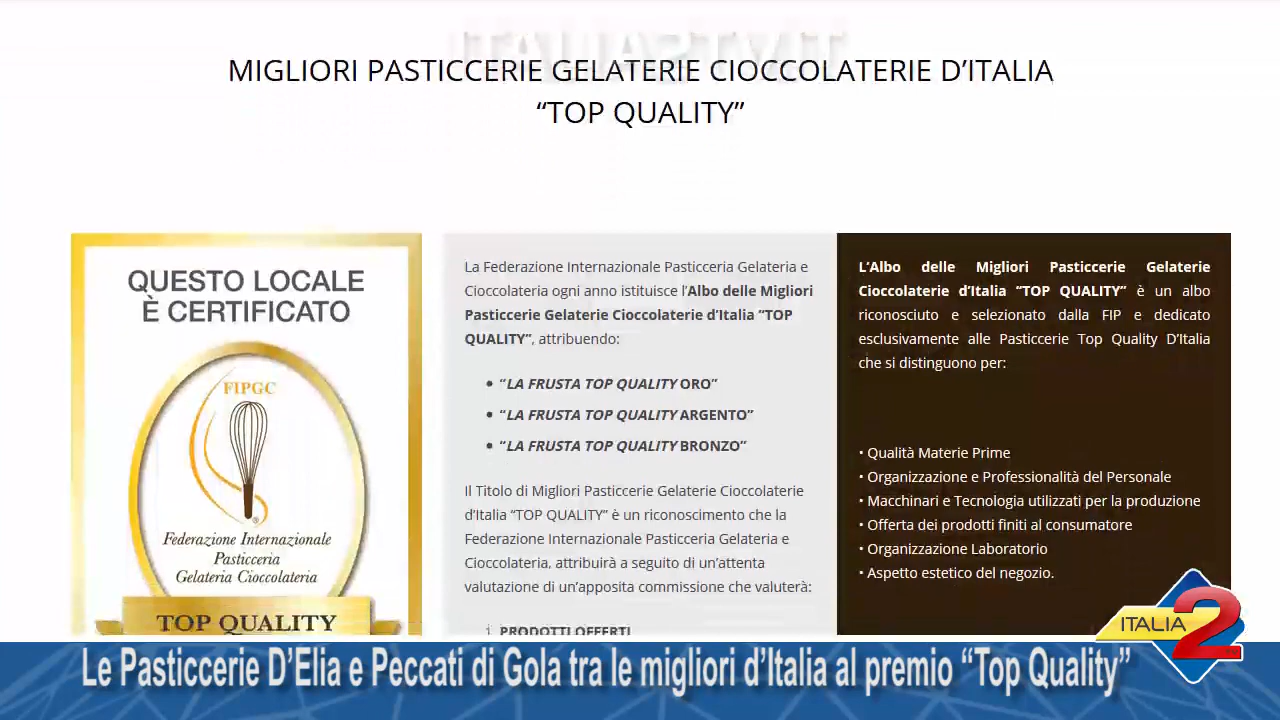 ITALIA2TV.IT
MIGLIORI PASTICCERIE GELATERIE CIOCCOLATERIE D’ITALIA
“TOP QUALITY”
QUESTO LOCALE
È CERTIFICATO
FIPGC
®
Federazione Internazionale
Pasticceria
Gelateria Cioccolateria
TOP QUALITY
La Federazione Internazionale Pasticceria Gelateria e
Cioccolateria ogni anno istituisce l’Albo delle Migliori
Pasticcerie Gelaterie Cioccolaterie d’Italia “TOP
QUALITY”, attribuendo:
• “LA FRUSTA TOP QUALITY ORO”
• “LA FRUSTA TOP QUALITY ARGENTO”
• “LA FRUSTA TOP QUALITY BRONZO”
Il Titolo di Migliori Pasticcerie Gelaterie Cioccolaterie
d’Italia “TOP QUALITY” è un riconoscimento che la
Federazione Internazionale Pasticceria Gelateria e
Cioccolateria, attribuirà a seguito di un’attenta
valutazione di un’apposita commissione che valuterà:
1. PRODOTTI OFFERTI
L’Albo delle Migliori Pasticcerie Gelaterie
Cioccolaterie d’Italia “TOP QUALITY” è un albo
riconosciuto e selezionato dalla FIP e dedicato
esclusivamente alle Pasticcerie Top Quality D’Italia
che si distinguono per:
• Qualità Materie Prime
• Organizzazione e Professionalità del Personale
• Macchinari e Tecnologia utilizzati per la produzione
• Offerta dei prodotti finiti al consumatore
• Organizzazione Laboratorio
• Aspetto estetico del negozio.
ITALIA 2
Le Pasticcerie D’Elia e Peccati di Gola tra le migliori d’Italia al premio “Top Quality”